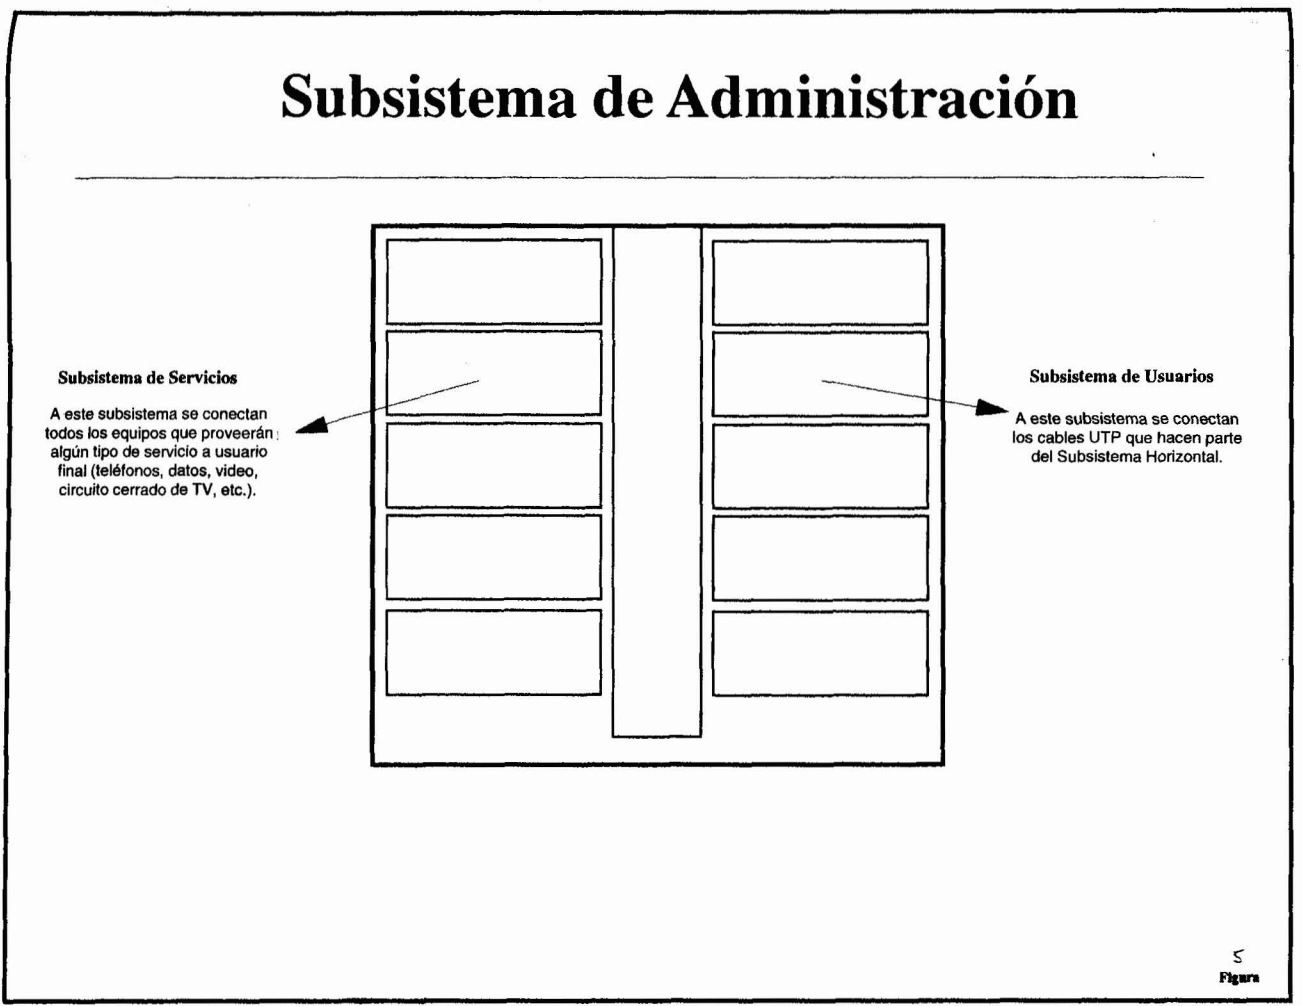 Subsistema de Administración
Subsistema de Servicios
A este subsistema se conectan
todos los equipos que proveerán
algún tipo de servicio a usuario
final (teléfonos, datos, video,
circuito cerrado de TV, etc.).
Subsistema de Usuarios
A este subsistema se conectan
los cables UTP que hacen parte
del Subsistema Horizontal.
5
Figura